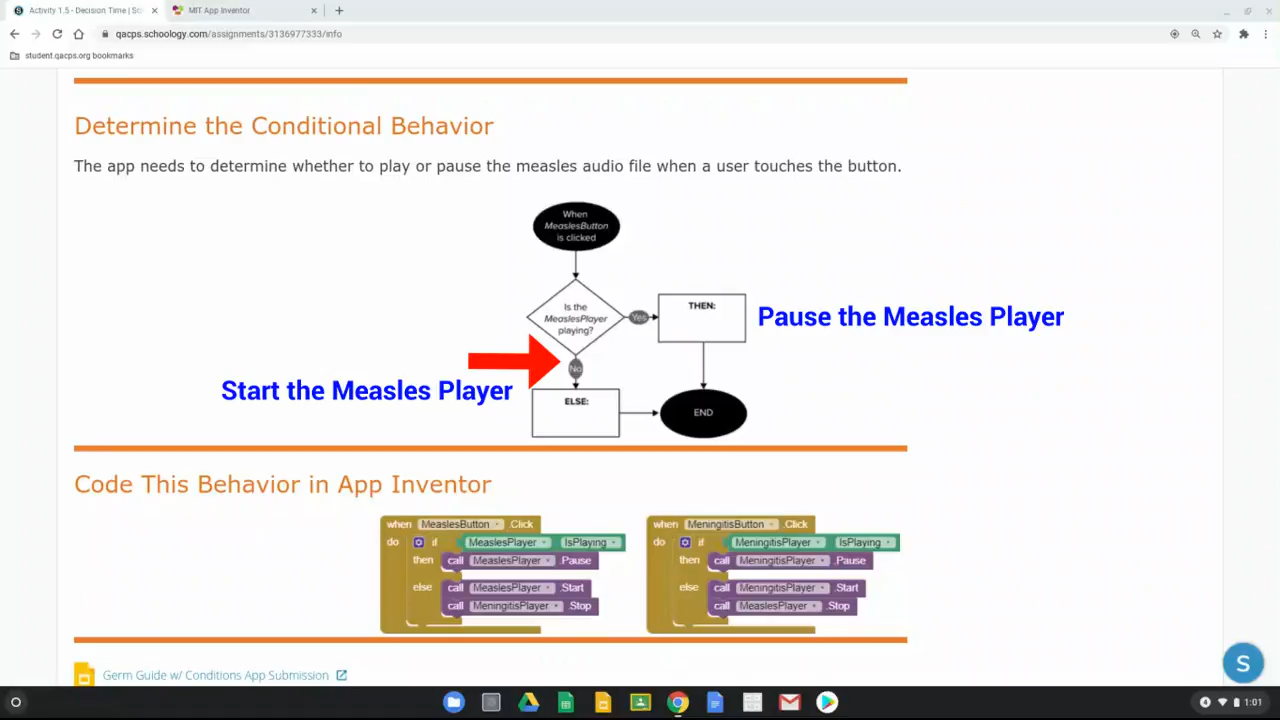 Activity 1.5 - Decision Time | Sc
MIT App Inventor
qacps.schoology.com/assignments/3136977333/info
student.qacps.org bookmarks
Determine the Conditional Behavior
The app needs to determine whether to play or pause the measles audio file when a user touches the button.
When
MeaslesButton
is clicked
Is the
MeaslesPlayer
playing?
Yes
THEN:
Pause the Measles Player
No
Start the Measles Player
ELSE:
END
Code This Behavior in App Inventor
when MeaslesButton .Click
do if MeaslesPlayer . IsPlaying
then call MeaslesPlayer .Pause
else call MeaslesPlayer .Start
call MeningitisPlayer .Stop
when MeningitisButton .Click
do if MeningitisPlayer . IsPlaying
then call MeningitisPlayer .Pause
else call MeningitisPlayer .Start
call MeaslesPlayer .Stop
Germ Guide w/ Conditions App Submission
S
4
1:01